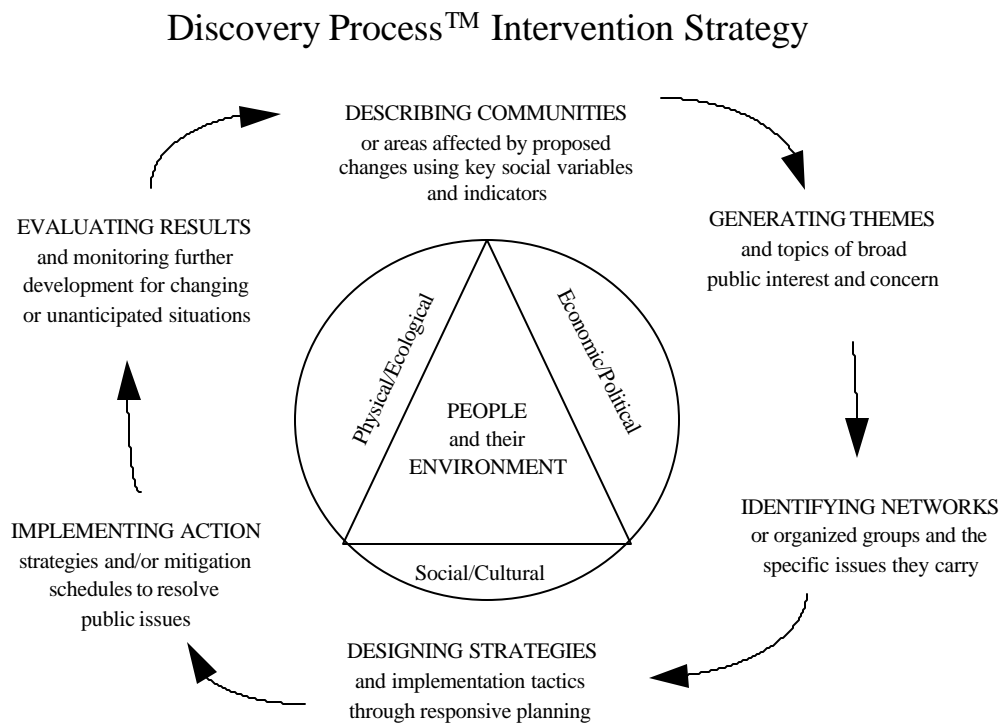 Discovery Process™ Intervention Strategy
DESCRIBING COMMUNITIES
or areas affected by proposed
changes using key social variables
and indicators
GENERATING THEMES
and topics of broad
public interest and concern
IDENTIFYING NETWORKS
or organized groups and the
specific issues they carry
DESIGNING STRATEGIES
and implementation tactics
through responsive planning
IMPLEMENTING ACTION
strategies and/or mitigation
schedules to resolve
public issues
EVALUATING RESULTS
and monitoring further
development for changing
or unanticipated situations
Physical/Ecological
Economic/Political
PEOPLE
and their
ENVIRONMENT
Social/Cultural